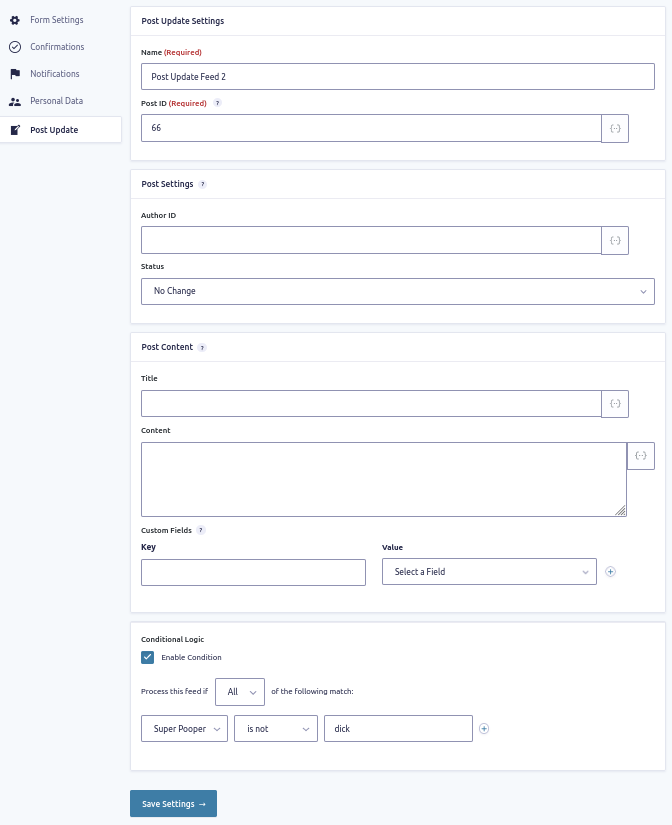 Form Settings
Confirmations
Notifications
Personal Data
Post Update
Post Update Settings
Name (Required)
Post Update Feed 2
Post ID (Required) ?
66
{··}
Post Settings ?
Author ID
{··}
Status
No Change
Post Content ?
Title
{··}
Content
{··}
Custom Fields ?
Key
Value
Select a Field
Conditional Logic
Enable Condition
Process this feed if All of the following match:
Super Pooper is not dick
Save Settings →